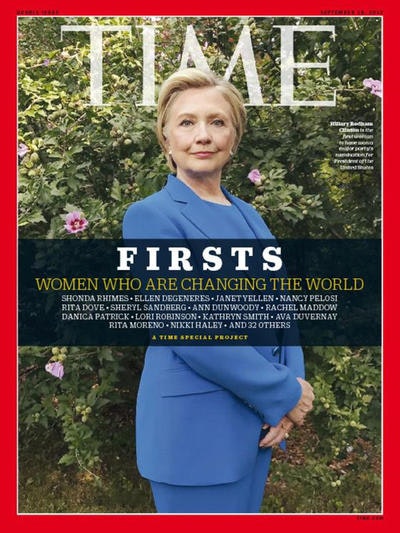 DOUBLE ISSUE
SEPTEMBER 18, 2017
TIME
Hillary Rodham
Clinton is the
first woman
to have won a
major party's
nomination for
President of the
United States
FIRSTS
WOMEN WHO ARE CHANGING THE WORLD
SHONDA RHIMES • ELLEN DEGENERES • JANET YELLEN • NANCY PELOSI
RITA DOVE • SHERYL SANDBERG • ANN DUNWOODY • RACHEL MADDOW
DANICA PATRICK • LORI ROBINSON • KATHRYN SMITH • AVA DUVERNAY
RITA MORENO • NIKKI HALEY • AND 32 OTHERS
A TIME SPECIAL PROJECT
TIME.COM